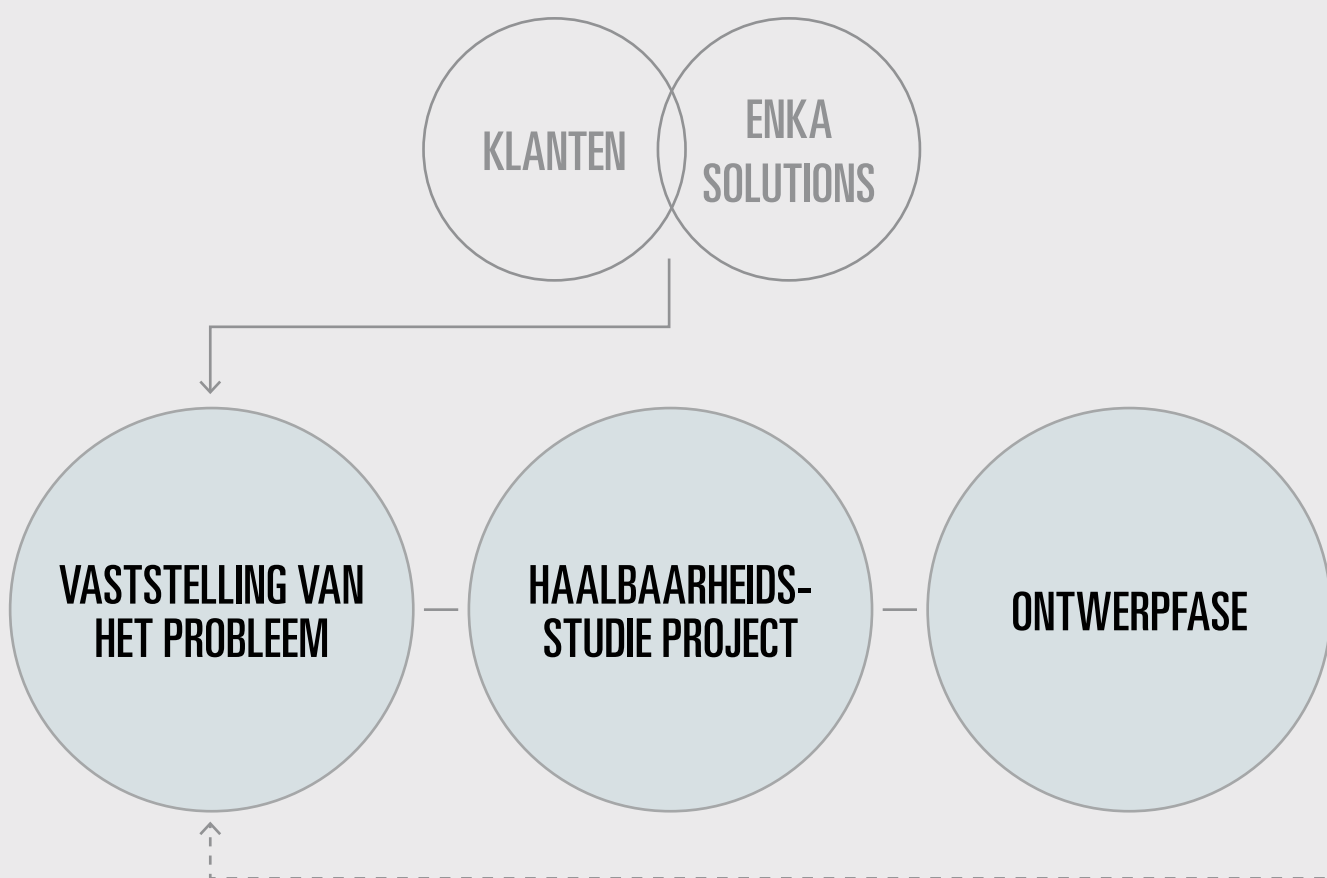 KLANTEN
ENKA
SOLUTIONS
VASTSTELLING VAN
HET PROBLEEM
HAALBAARHEIDS-
STUDIE PROJECT
ONTWERPFASE